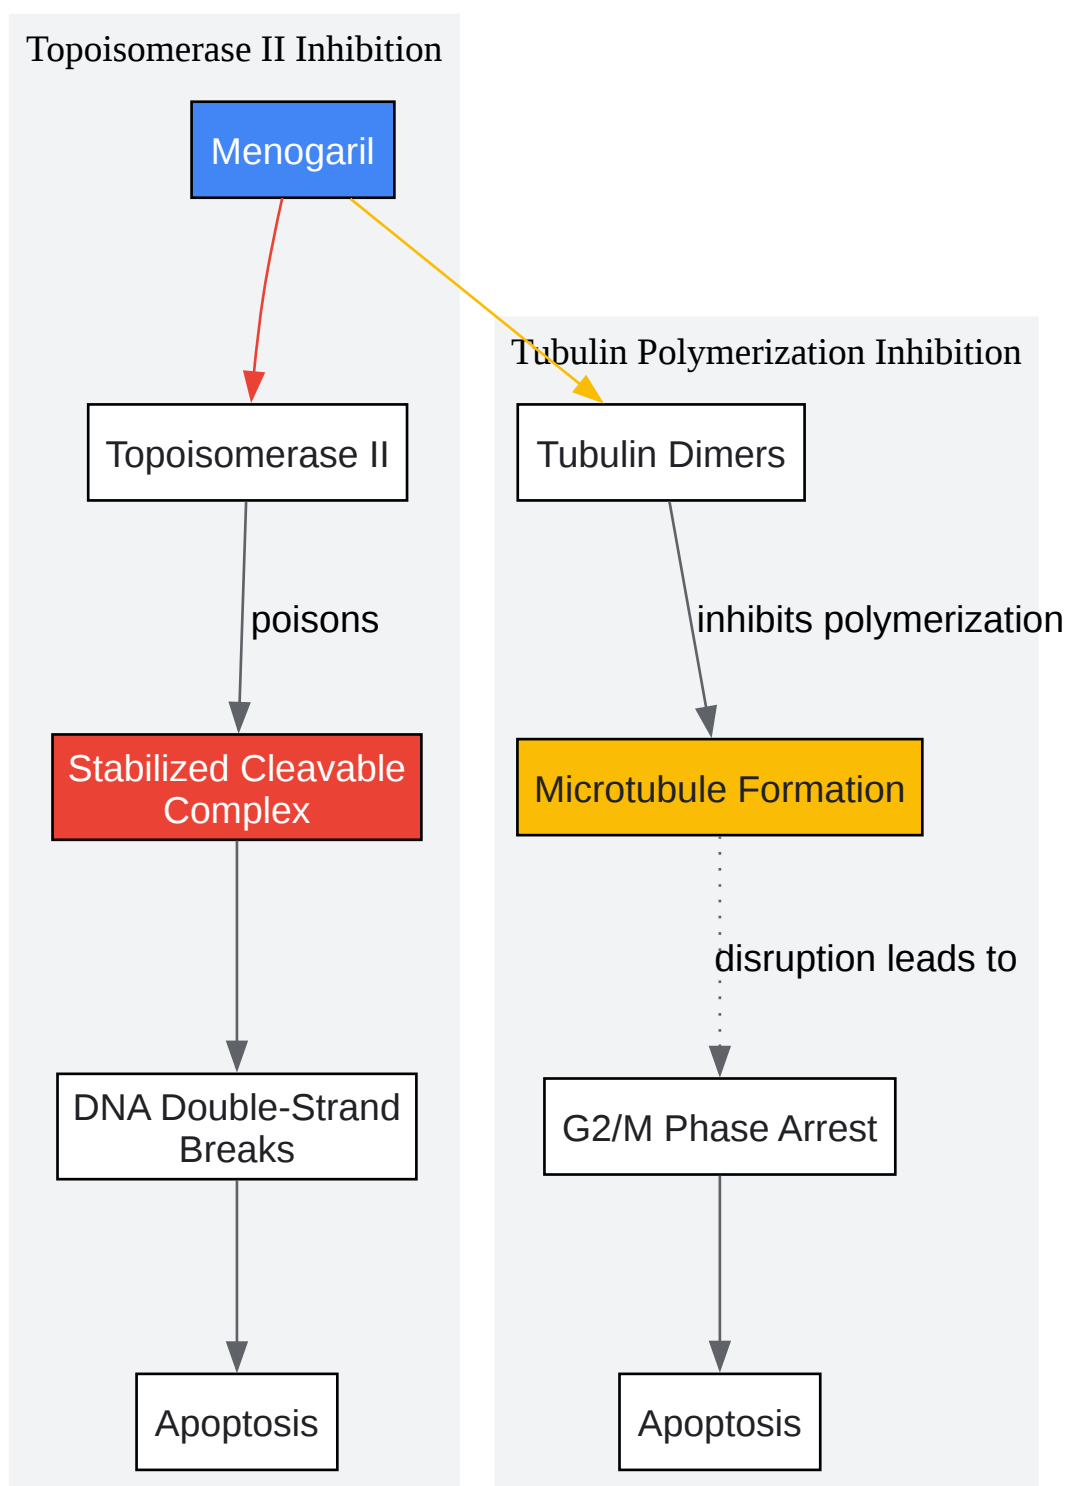 Topoisomerase II Inhibition
Menogaril
Tubulin Polymerization Inhibition
Topoisomerase II
Tubulin Dimers
poisons
inhibits polymerization
Stabilized Cleavable
Complex
Microtubule Formation
disruption leads to
DNA Double-Strand
Breaks
G2/M Phase Arrest
Apoptosis
Apoptosis